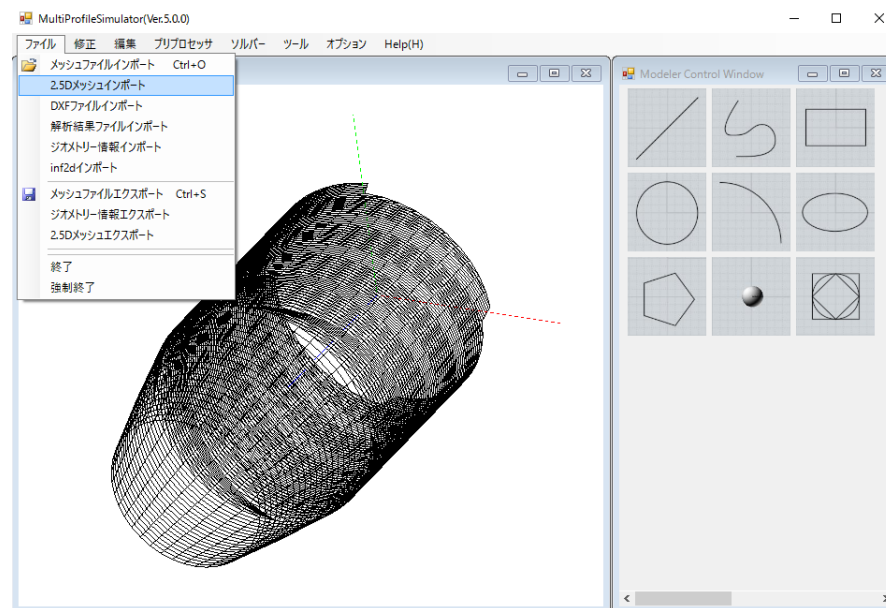 MultiProfileSimulator(Ver.5.0.0)
ファイル 修正 編集 プリプロセッサ ソルバー ツール オプション Help(H)
メッシュファイルインポート Ctrl+O
2.5Dメッシュインポート
DXFファイルインポート
解析結果ファイルインポート
ジオメトリー情報インポート
inf2dインポート
メッシュファイルエクスポート Ctrl+S
ジオメトリー情報エクスポート
2.5Dメッシュエクスポート
終了
強制終了
Modeler Control Window